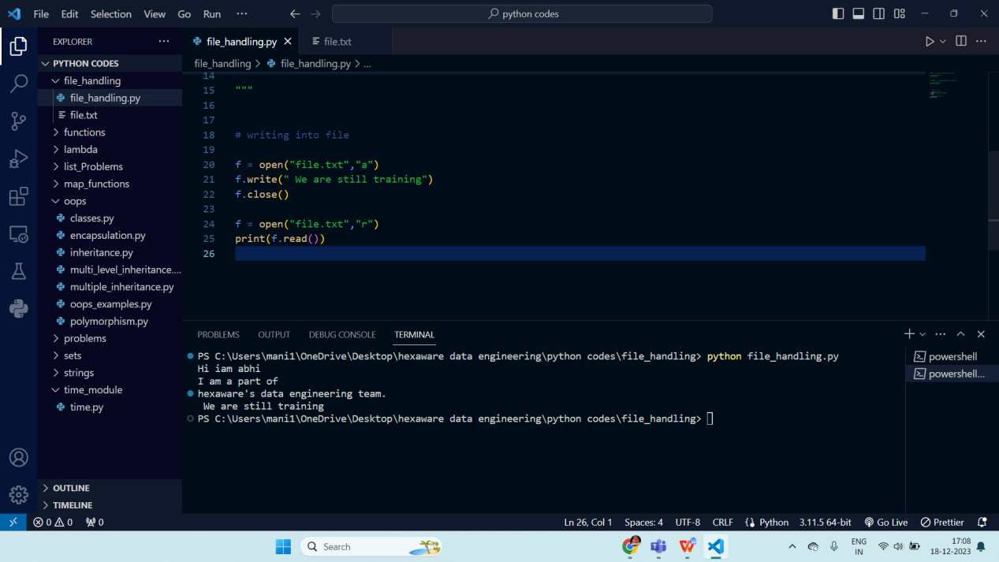 File Edit Selection View Go Run ··· python codes
EXPLORER ···
PYTHON CODES
file_handling
file_handling.py
file.txt
functions
lambda
list_Problems
map_functions
oops
classes.py
encapsulation.py
inheritance.py
multi_level_inheritance....
multiple_inheritance.py
oops_examples.py
polymorphism.py
problems
sets
strings
time_module
time.py
OUTLINE
TIMELINE
file_handling.py file.txt
file_handling > file_handling.py > ...
14
15 """
16
17
18 # writing into file
19
20 f = open("file.txt","a")
21 f.write(" We are still training")
22 f.close()
23
24 f = open("file.txt","r")
25 print(f.read())
26
PROBLEMS OUTPUT DEBUG CONSOLE TERMINAL
PS C:\Users\mani1\OneDrive\Desktop\hexaware data engineering\python codes\file_handling> python file_handling.py
Hi iam abhi
I am a part of
hexaware's data engineering team.
 We are still training
PS C:\Users\mani1\OneDrive\Desktop\hexaware data engineering\python codes\file_handling>
powershell
powershell...
0 0 0 Ln 26, Col 1 Spaces: 4 UTF-8 CRLF Python 3.11.5 64-bit Go Live Prettier
Search
ENG
IN
17:08
18-12-2023